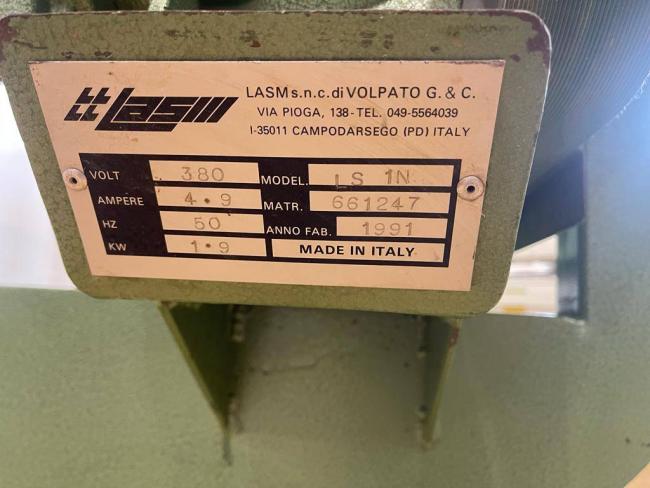 LASM
LASM s.n.c. di VOLPATO G. & C.
VIA PIOGA, 138 - TEL. 049-5564039
I-35011 CAMPODARSEGO (PD) ITALY
VOLT 380 MODEL. LS 1N
AMPERE 4.9 MATR. 661247
HZ 50 ANNO FAB. 1991
KW 1.9 MADE IN ITALY